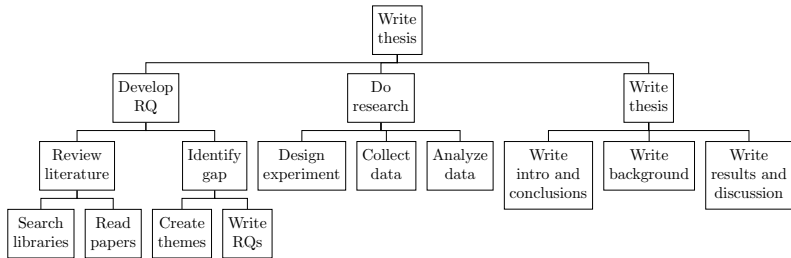 Write
thesis
Develop
RQ
Do
research
Write
thesis
Review
literature
Identify
gap
Design
experiment
Collect
data
Analyze
data
Write
intro and
conclusions
Write
background
Write
results and
discussion
Search
libraries
Read
papers
Create
themes
Write
RQs